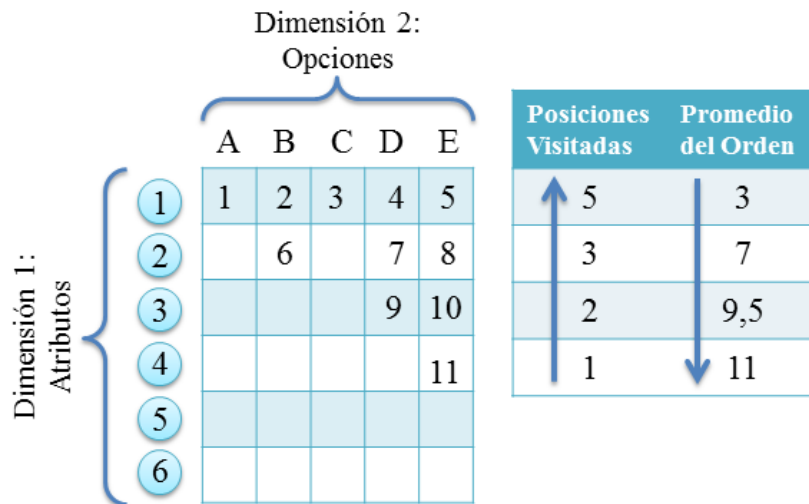 Dimensión 2:
Opciones
A B C D E
Dimensión 1:
Atributos
1 1 2 3 4 5
2 6 7 8
3 9 10
4 11
5
6
Posiciones Visitadas Promedio del Orden
5 3
3 7
2 9,5
1 11